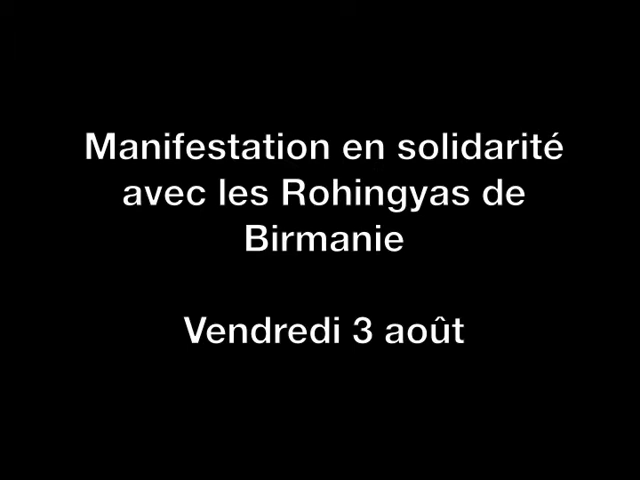 Manifestation en solidarité
avec les Rohingyas de
Birmanie
Vendredi 3 août